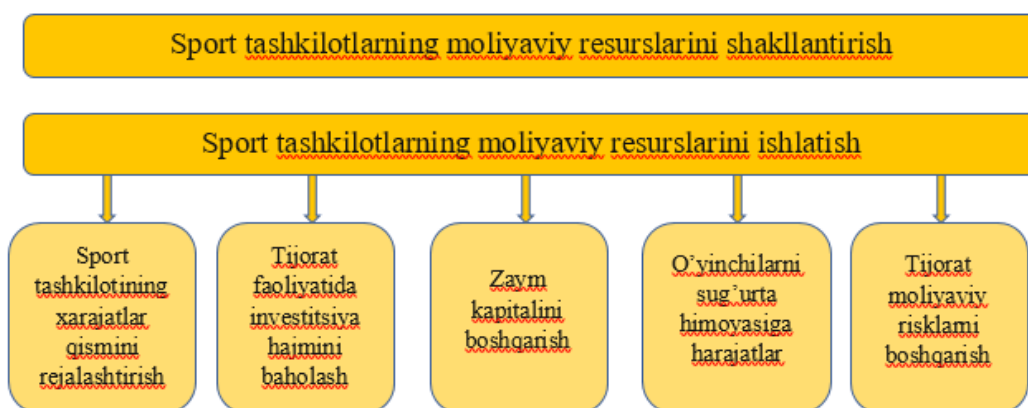 Sport tashkilotlarning moliyaviy resurslarini shakllantirish
Sport tashkilotlarning moliyaviy resurslarini ishlatish
Sport
tashkilotining
xarajatlar
qismini
rejalashtirish
Tijorat
faoliyatida
investitsiya
hajmini
baholash
Zaym
kapitalini
boshqarish
O’yinchilarni
sug’urta
himoyasiga
harajatlar
Tijorat
moliyaviy
risklarni
boshqarish